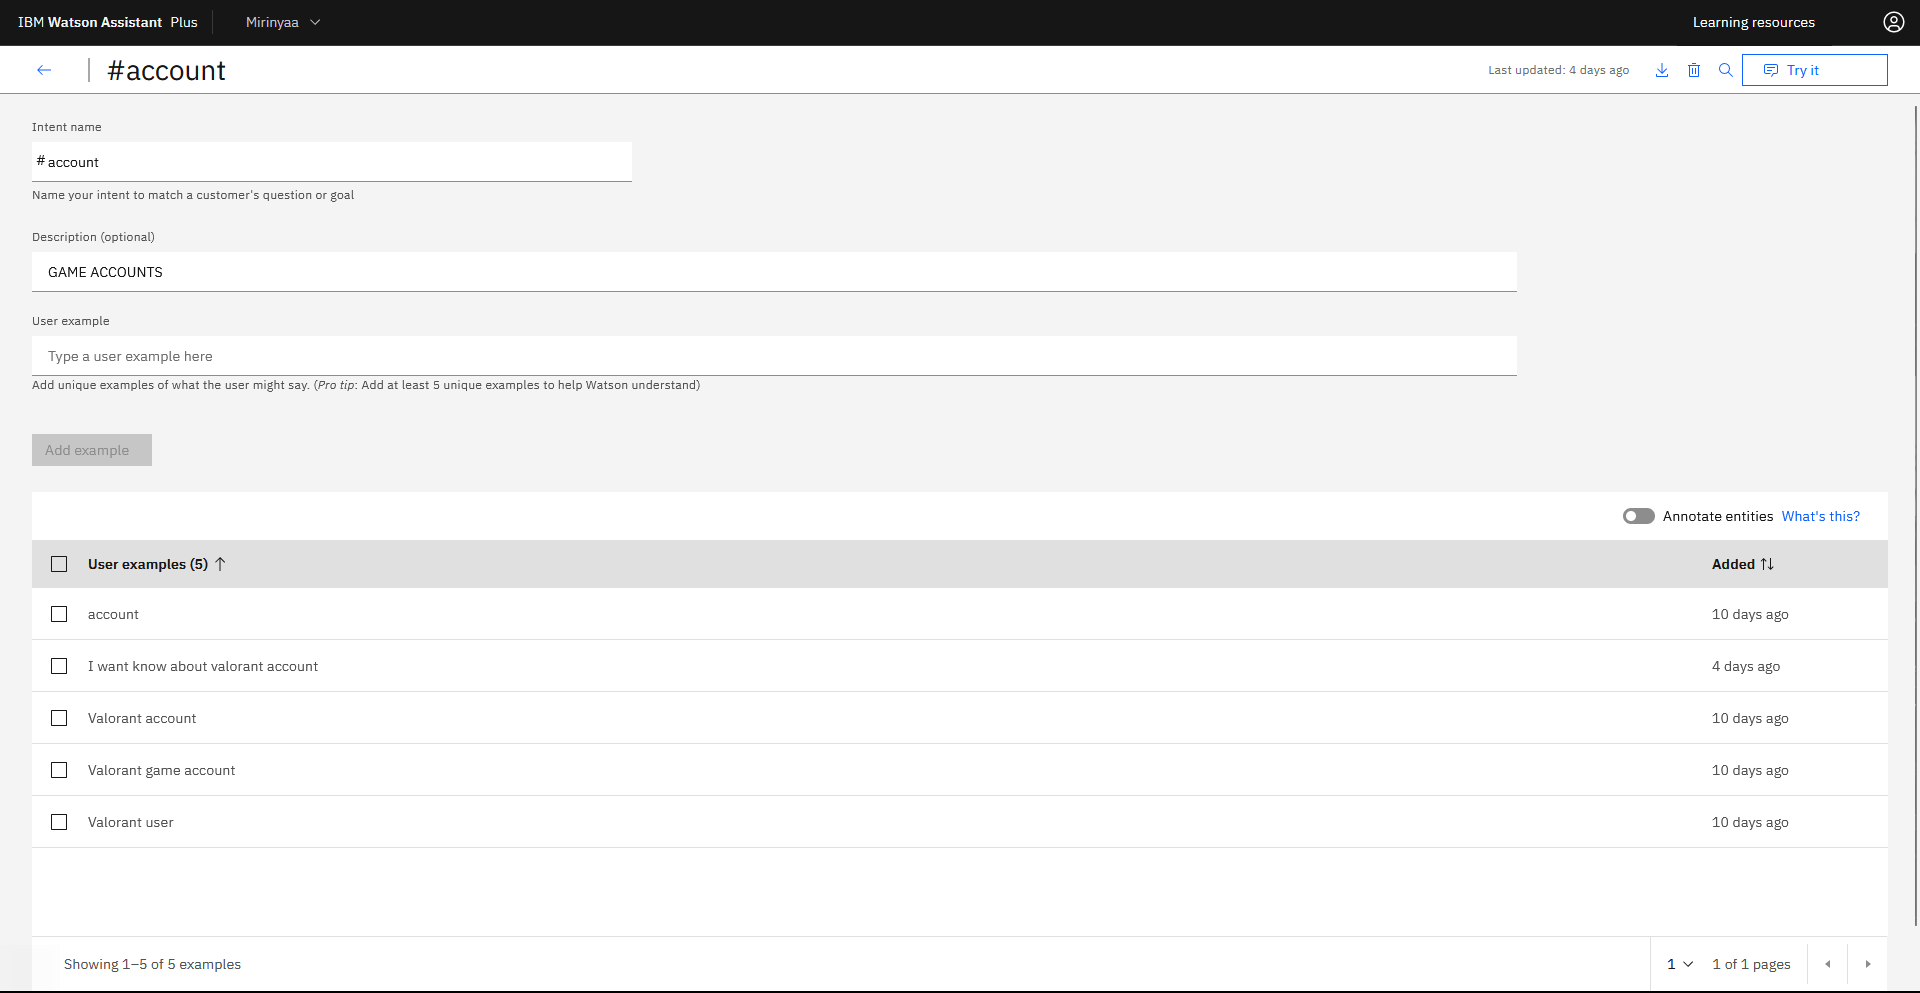 IBM Watson Assistant Plus
Mirinyaa
Learning resources
#account
Last updated: 4 days ago
Try it
Intent name
# account
Name your intent to match a customer's question or goal
Description (optional)
GAME ACCOUNTS
User example
Type a user example here
Add unique examples of what the user might say. (Pro tip: Add at least 5 unique examples to help Watson understand)
Add example
Annotate entities What's this?
User examples (5) Added
account 10 days ago
I want know about valorant account 4 days ago
Valorant account 10 days ago
Valorant game account 10 days ago
Valorant user 10 days ago
Showing 1–5 of 5 examples
1 1 of 1 pages